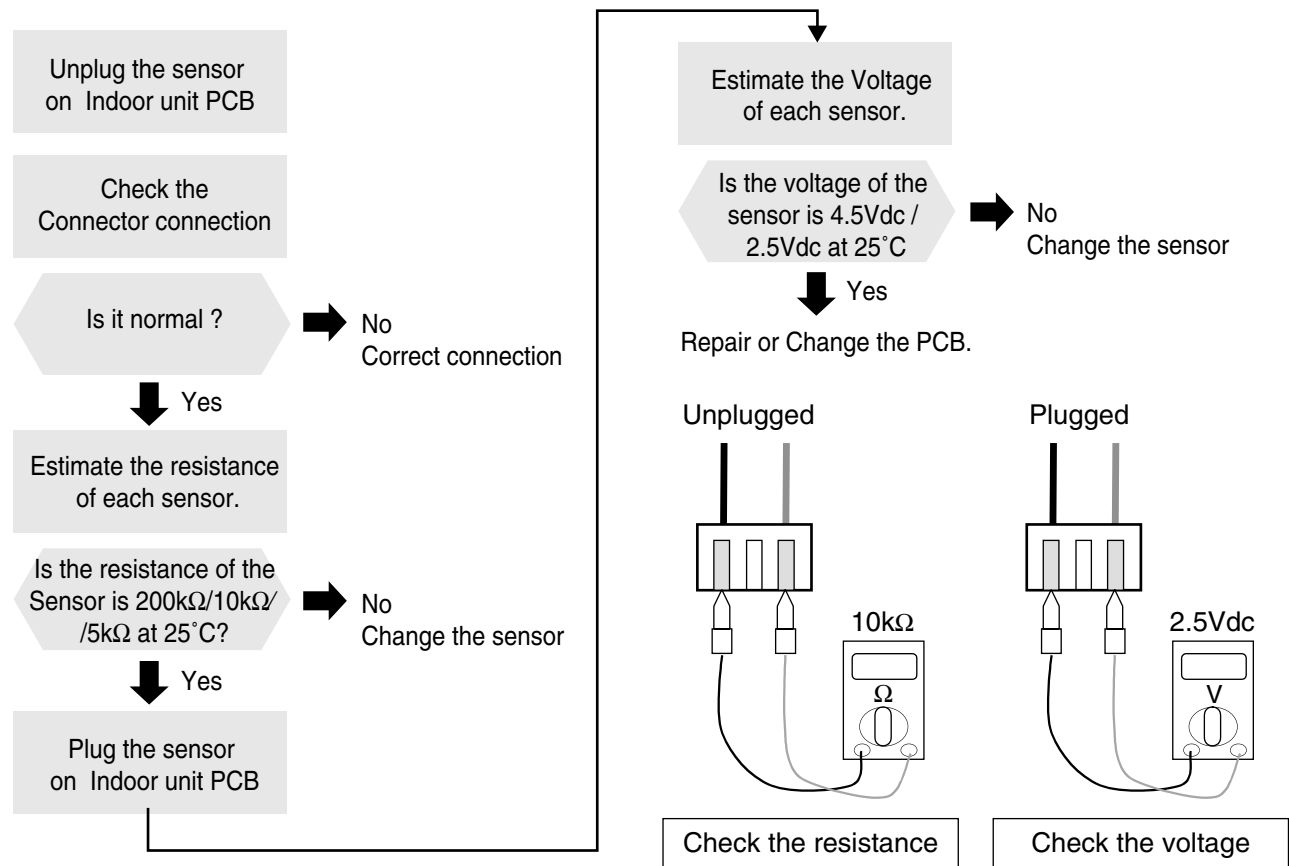 Unplug the sensor
on Indoor unit PCB
Check the
Connector connection
Is it normal ?
No
Correct connection
Yes
Estimate the resistance
of each sensor.
Is the resistance of the
Sensor is 200kΩ/10kΩ/
/5kΩ at 25˚C?
No
Change the sensor
Yes
Plug the sensor
on Indoor unit PCB
Estimate the Voltage
of each sensor.
Is the voltage of the
sensor is 4.5Vdc /
2.5Vdc at 25˚C
No
Change the sensor
Yes
Repair or Change the PCB.
Unplugged
10kΩ
Ω
Check the resistance
Plugged
2.5Vdc
V
Check the voltage